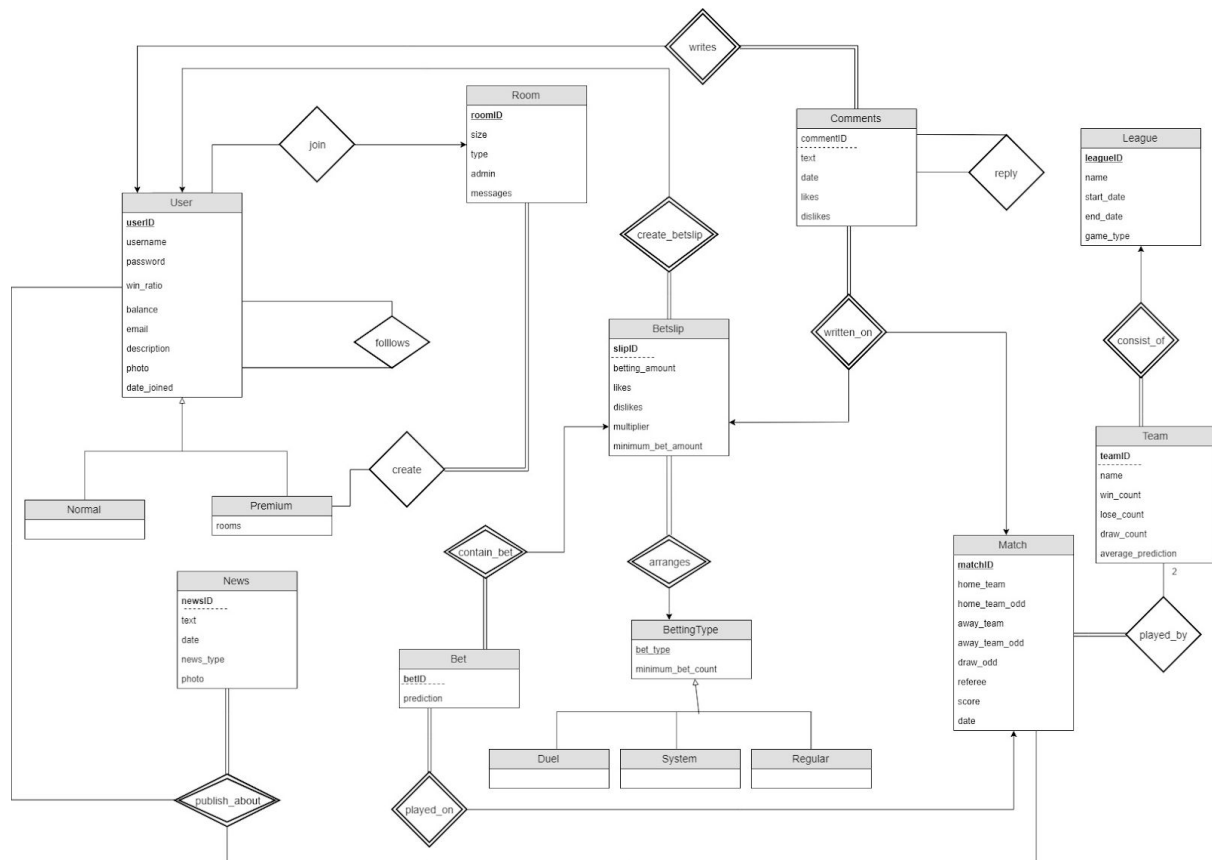 writes
Room
roomID
size
type
admin
messages
join
Comments
commentID
text
date
likes
dislikes
reply
League
leagueID
name
start_date
end_date
game_type
User
userID
username
password
win_ratio
balance
email
description
photo
date_joined
folllows
create_betslip
Betslip
slipID
betting_amount
likes
dislikes
multiplier
minimum_bet_amount
written_on
consist_of
Team
teamID
name
win_count
lose_count
draw_count
average_prediction
2
Normal
Premium
rooms
create
contain_bet
arranges
Match
matchID
home_team
home_team_odd
away_team
away_team_odd
draw_odd
referee
score
date
played_by
News
newsID
text
date
news_type
photo
BettingType
bet_type
minimum_bet_count
Bet
betID
prediction
Duel
System
Regular
publish_about
played_on